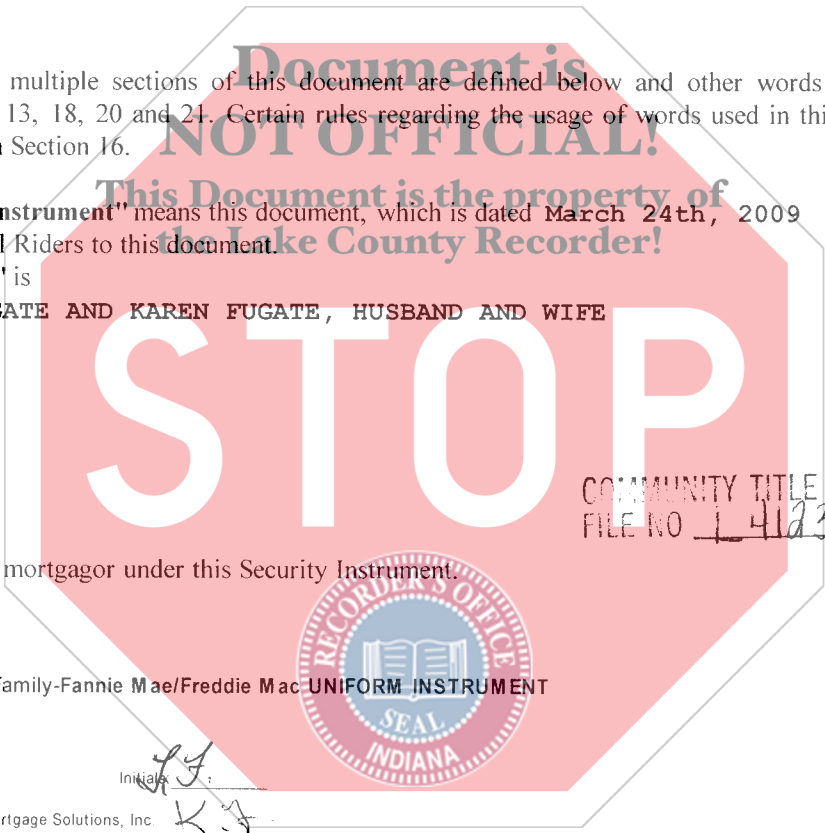 Document is
multiple sections of this document are defined below and other words
13, 18, 20 and 21. Certain rules regarding the usage of words used in thi
NOT OFFICIAL!
Section 16.
This Document is the property of
nstrument" means this document, which is dated March 24th, 2009
the Lake County Recorder!
Riders to this document.
" is
GATE AND KAREN FUGATE, HUSBAND AND WIFE
STOP
COMMUNITY TITLE
FILE NO L 4123
mortgagor under this Security Instrument.
RECORDER'S OFFICE
SEAL
INDIANA
Family-Fannie Mae/Freddie Mac UNIFORM INSTRUMENT
Initials:
rtgage Solutions, Inc.
K.F